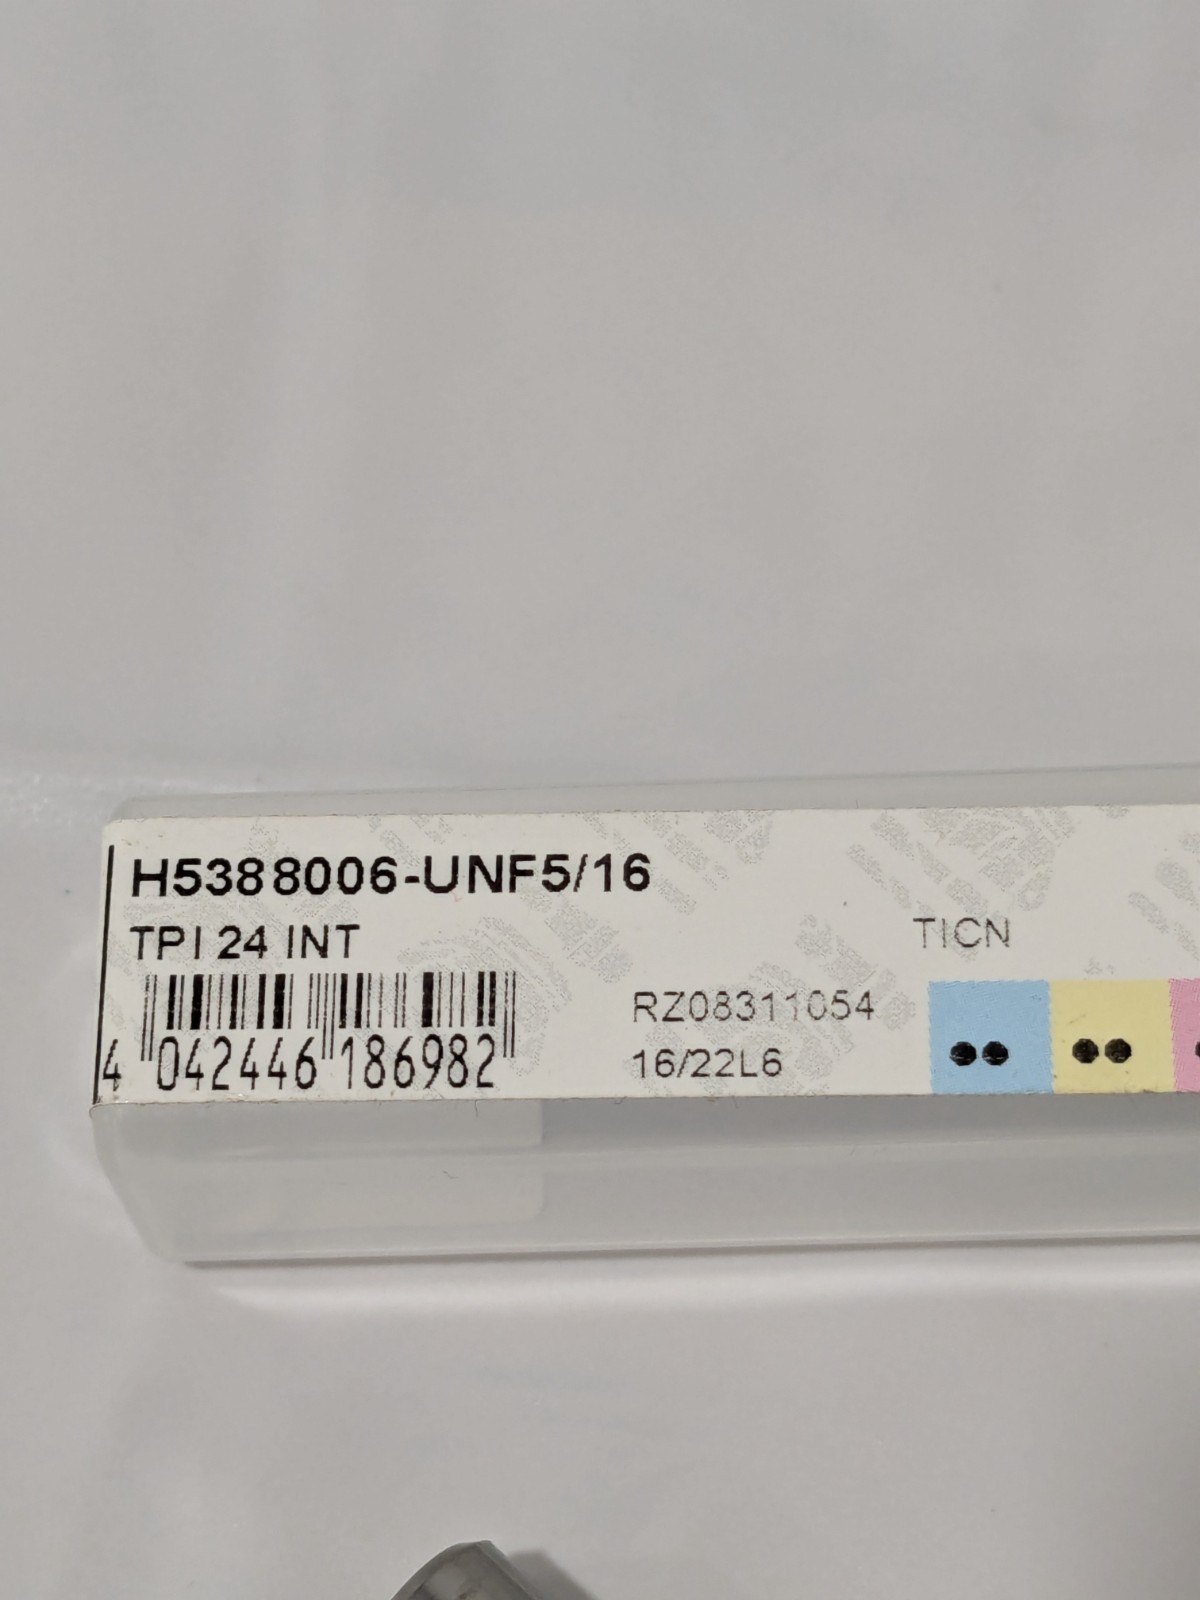 H5388006-UNF5/16
TPI 24 INT
TICN
RZ08311054
16/22L6
4 042446 186982